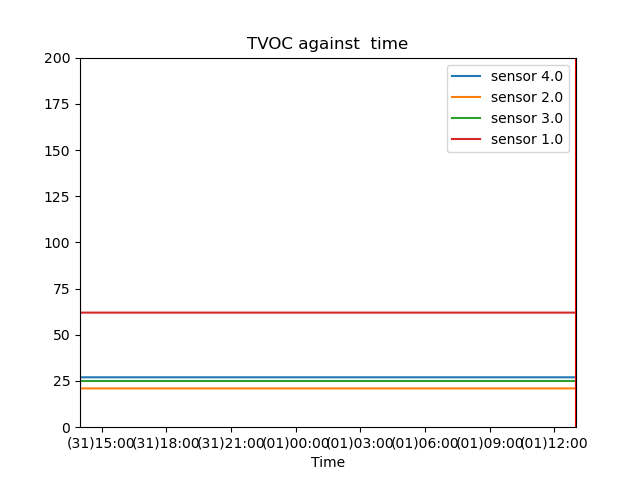 TVOC against  time
200
175
150
125
100
75
50
25
0
sensor 4.0
sensor 2.0
sensor 3.0
sensor 1.0
(31)15:00(31)18:00(31)21:00(01)00:00(01)03:00(01)06:00(01)09:00(01)12:00
Time